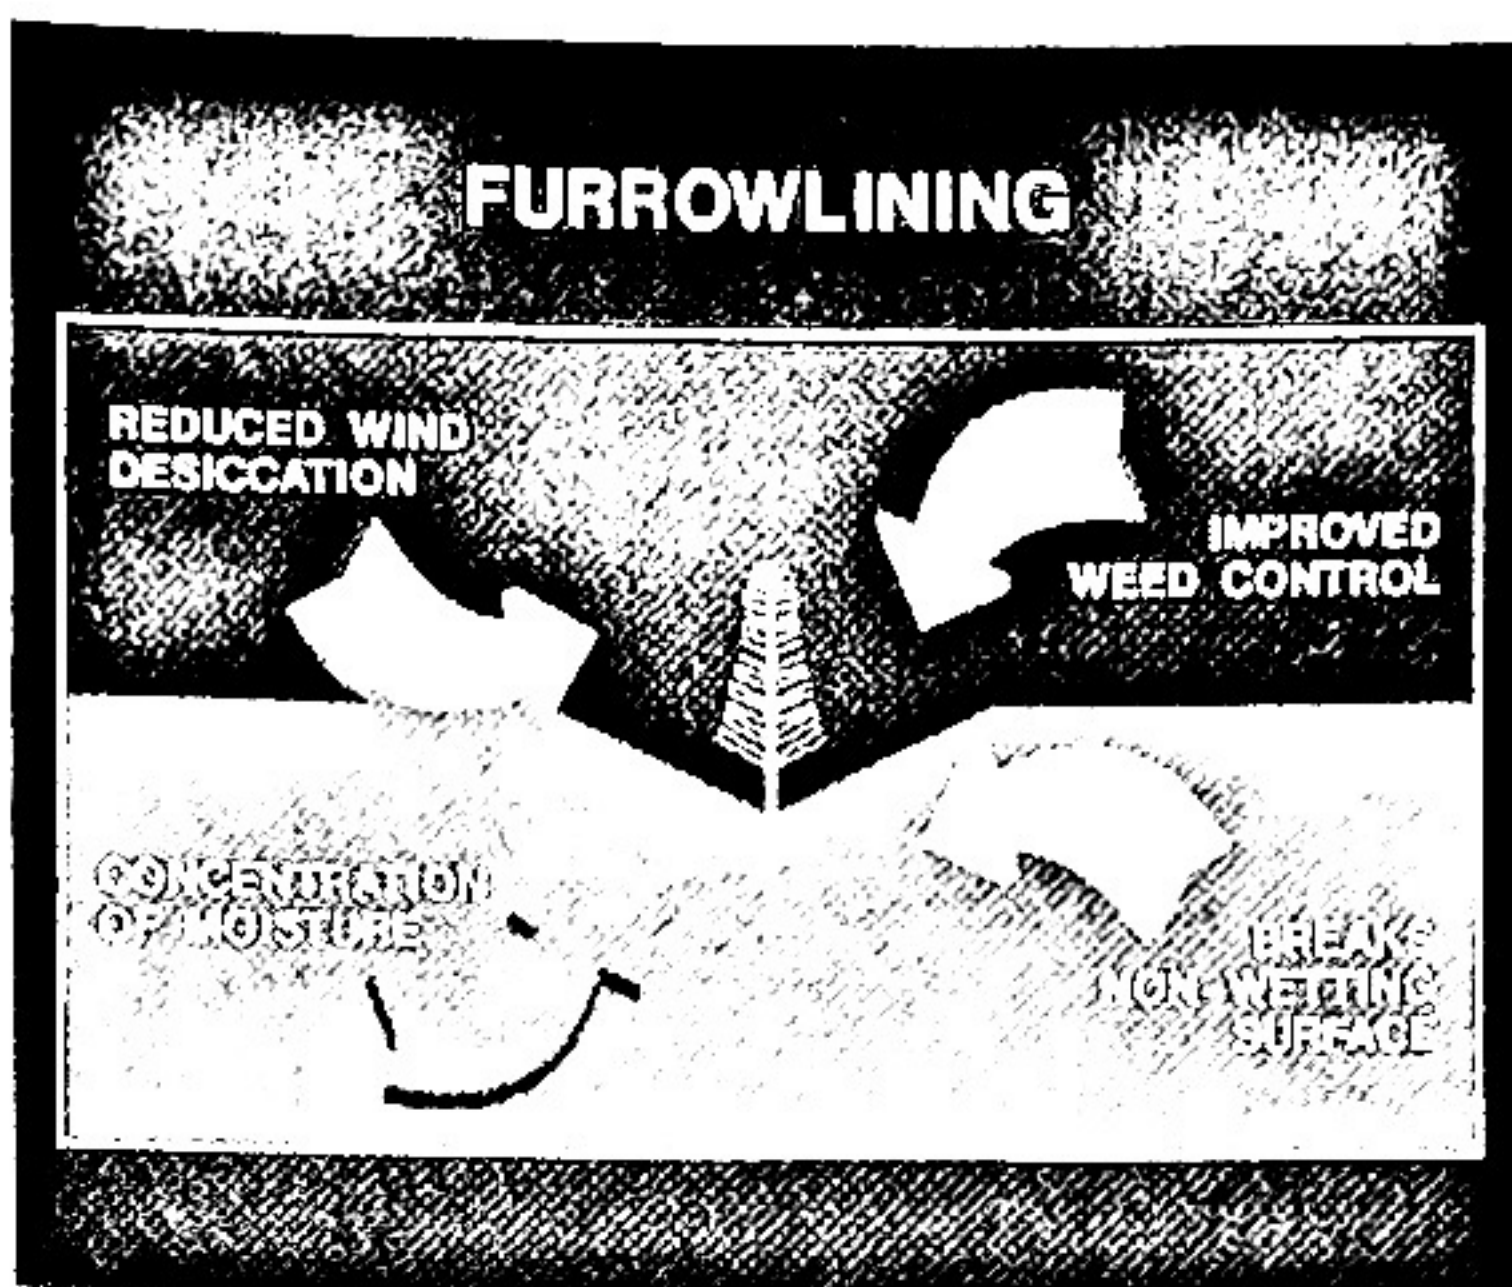 FURROWLINING
REDUCED WIND
DESICCATION
IMPROVED
WEED CONTROL
CONCENTRATION
OF MOISTURE
BREAKS
NON-WETTING
SURFACE